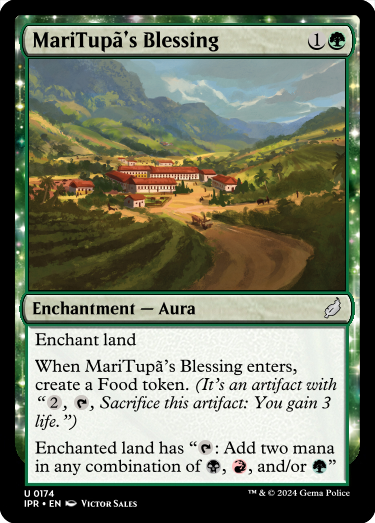 MariTupã's Blessing 1
Enchantment — Aura
Enchant land
When MariTupã's Blessing enters,
create a Food token. (It's an artifact with
“2, , Sacrifice this artifact: You gain 3
life.”)
Enchanted land has “: Add two mana
in any combination of , , and/or ”
U 0174
IPR • EN Victor Sales
™ & © 2024 Gema Police